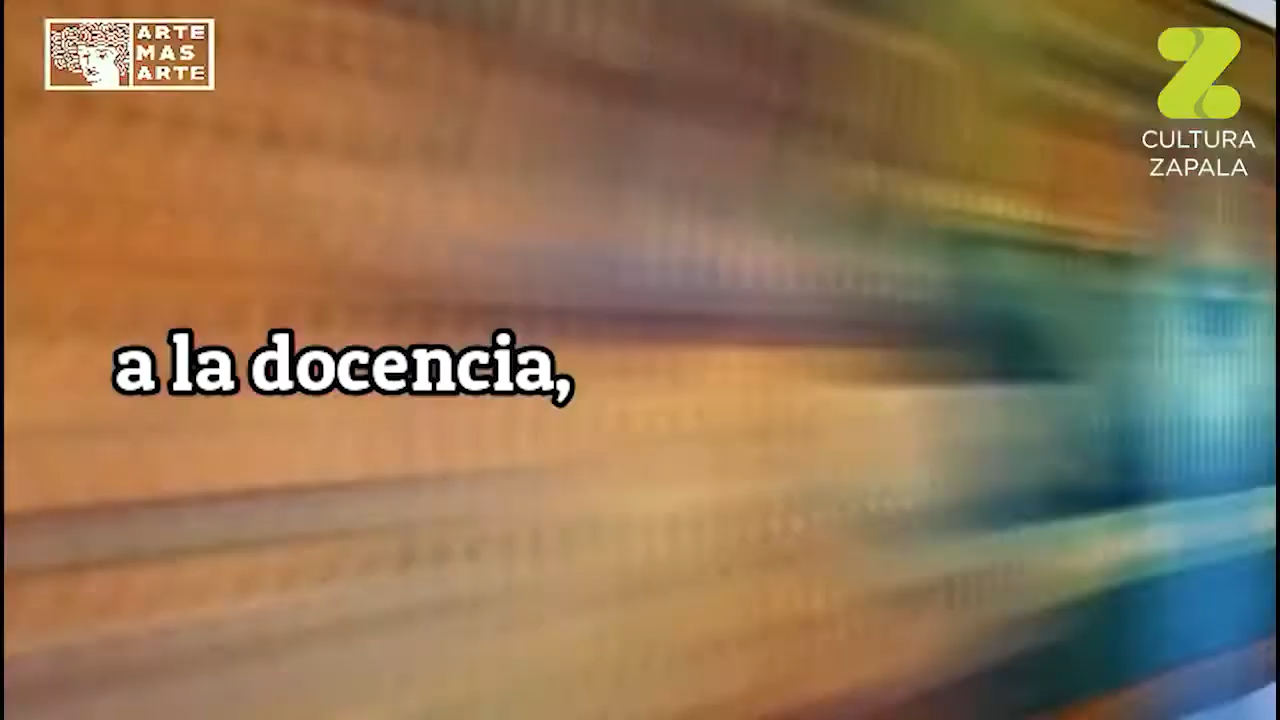 ARTE
MAS
ARTE
CULTURA
ZAPALA
a la docencia,